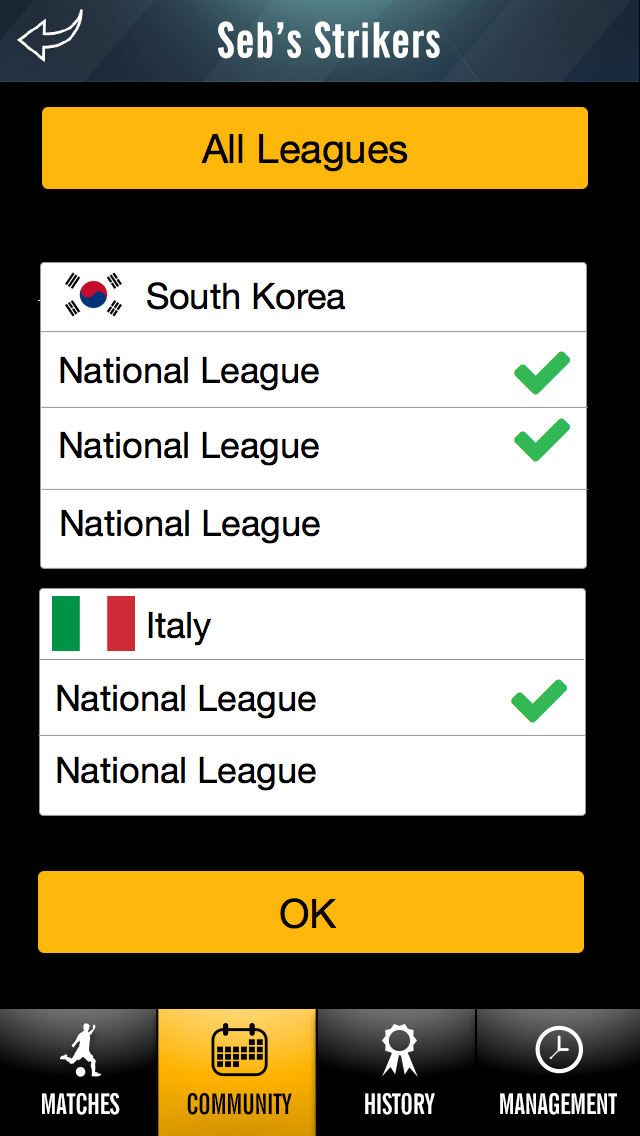 Seb’s Strikers
All Leagues
South Korea
National League
National League
National League
Italy
National League
National League
OK
MATCHES COMMUNITY HISTORY MANAGEMENT